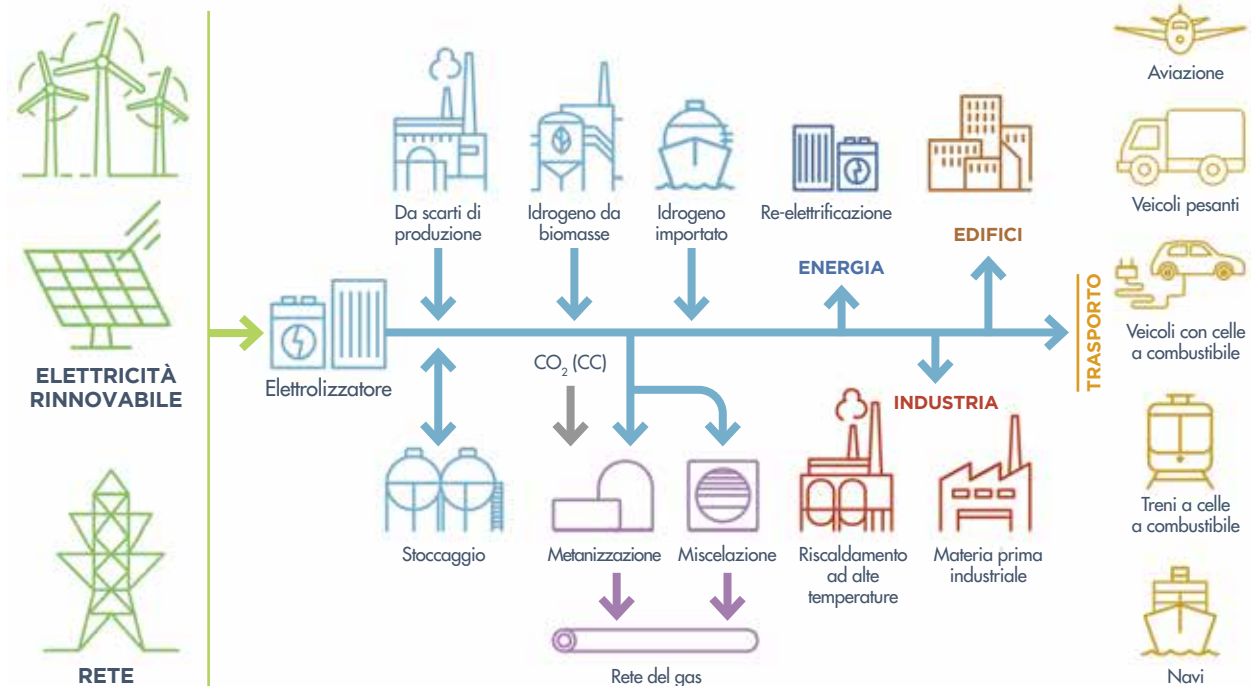 ELETTRICITÀ
RINNOVABILE
RETE
Elettrolizzatore
Da scarti di
produzione
Idrogeno da
biomasse
Idrogeno
importato
Re-elettrificazione
ENERGIA
EDIFICI
CO₂ (CC)
INDUSTRIA
Stoccaggio
Metanizzazione
Miscelazione
Riscaldamento
ad alte
temperature
Materia prima
industriale
Rete del gas
TRASPORTO
Aviazione
Veicoli pesanti
Veicoli con celle
a combustibile
Treni a celle
a combustibile
Navi